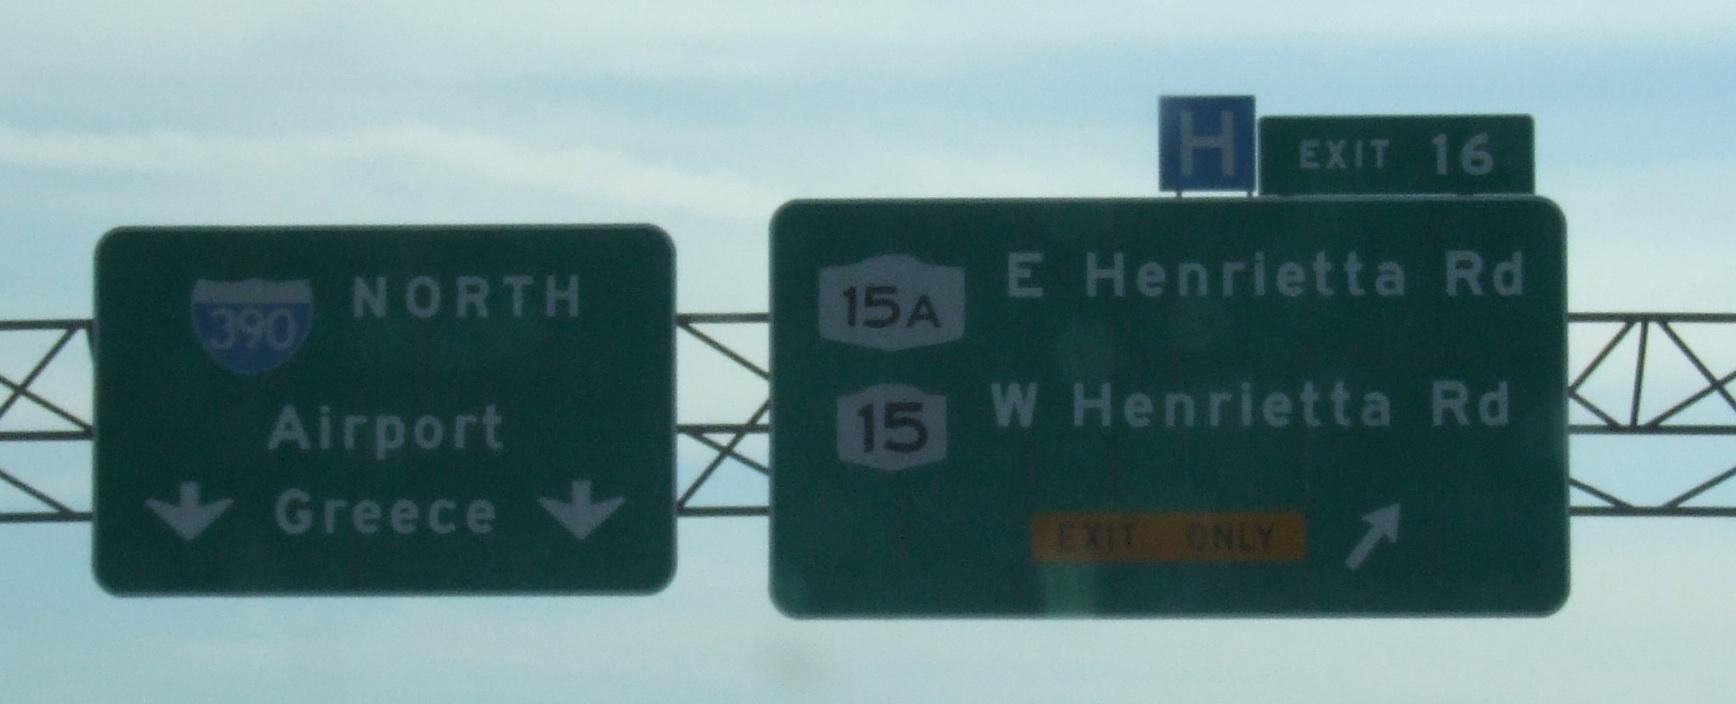 390 NORTH
Airport
Greece
H
EXIT 16
15A E Henrietta Rd
15 W Henrietta Rd
EXIT ONLY